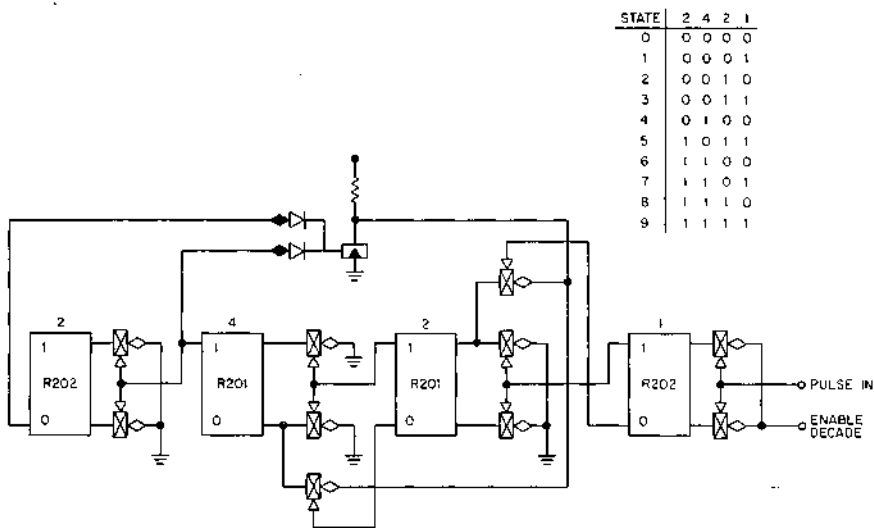 STATE 2 4 2 1
0 0 0 0 0
1 0 0 0 1
2 0 0 1 0
3 0 0 1 1
4 0 1 0 0
5 1 0 1 1
6 1 1 0 0
7 1 1 0 1
8 1 1 1 0
9 1 1 1 1
2 4 2 1
1 1 1 1
R202 R201 R201 R202
0 0 0 0
PULSE IN
ENABLE
DECADE